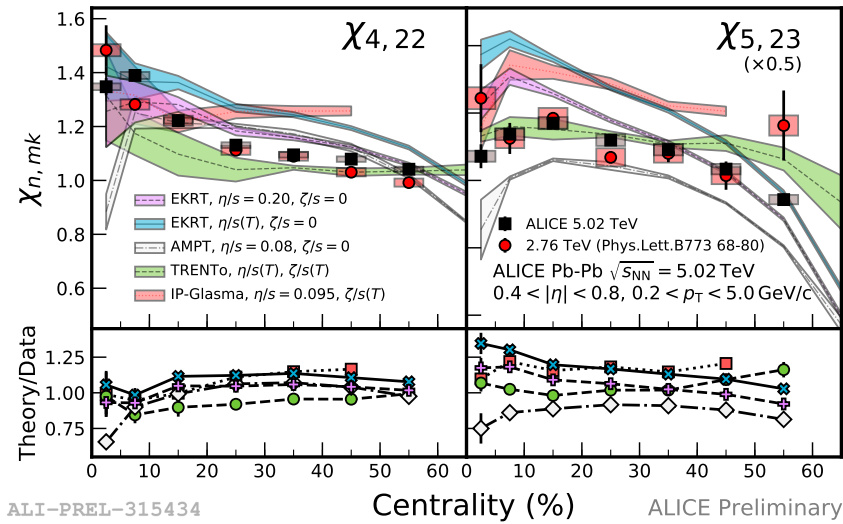 χ4, 22
χ5, 23
(×0.5)
1.6
1.4
1.2
1.0
0.8
0.6
χn, mk
EKRT, η/s = 0.20, ζ/s = 0
EKRT, η/s(T), ζ/s = 0
AMPT, η/s = 0.08, ζ/s = 0
TRENTo, η/s(T), ζ/s(T)
IP-Glasma, η/s = 0.095, ζ/s(T)
ALICE 5.02 TeV
2.76 TeV (Phys.Lett.B773 68-80)
ALICE Pb-Pb √sNN = 5.02 TeV
0.4 < |η| < 0.8, 0.2 < pT < 5.0 GeV/c
Theory/Data
1.25
1.00
0.75
0 10 20 30 40 50 60 0 10 20 30 40 50 60
Centrality (%)
ALI-PREL-315434
ALICE Preliminary